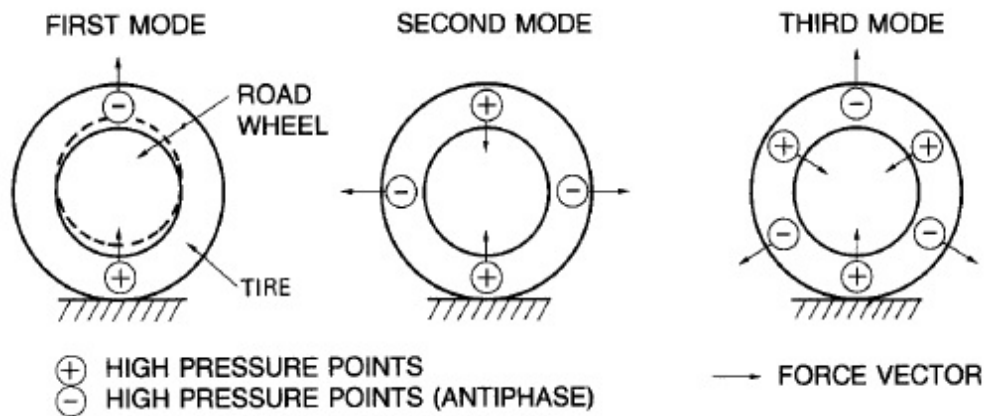 FIRST MODE
SECOND MODE
THIRD MODE
ROAD
WHEEL
TIRE
⊕ HIGH PRESSURE POINTS
⊖ HIGH PRESSURE POINTS (ANTIPHASE)
→ FORCE VECTOR